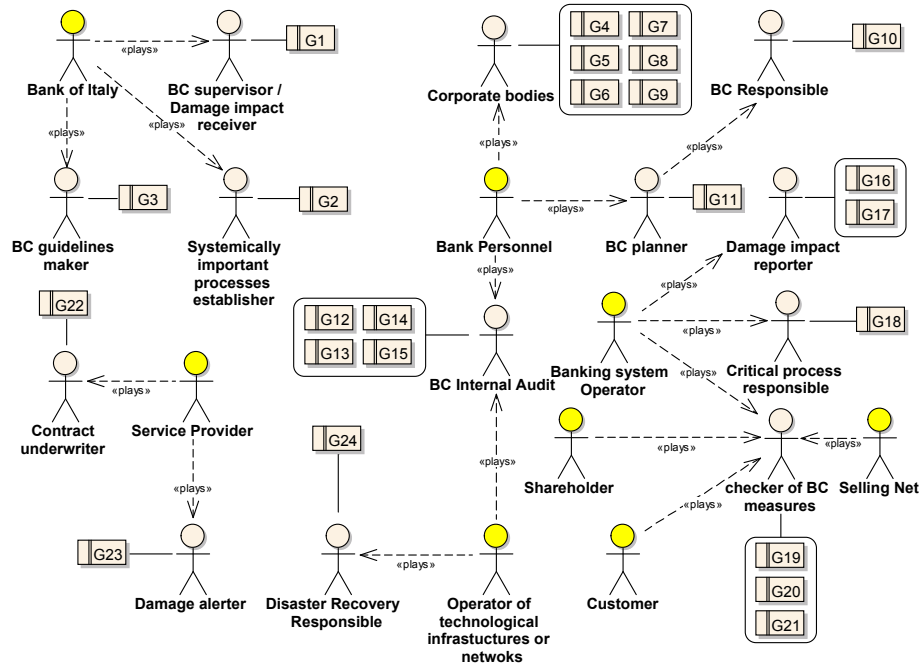 G1
G4
G7
G10
«plays»
G5
G8
Bank of Italy
BC supervisor /
Damage impact
receiver
G6
G9
Corporate bodies
BC Responsible
«plays»
«plays»
«plays»
«plays»
G3
G2
G11
G16
G17
«plays»
BC guidelines
maker
Systemically
important
processes
establisher
Bank Personnel
BC planner
Damage impact
reporter
«plays»
«plays»
G22
G12
G14
G13
G15
G18
«plays»
BC Internal Audit
Banking system
Operator
Critical process
responsible
«plays»
«plays»
Contract
underwriter
Service Provider
G24
«plays»
«plays»
«plays»
Shareholder
checker of BC
measures
Selling Net
«plays»
«plays»
G23
G19
«plays»
G20
Damage alerter
Disaster Recovery
Responsible
Operator of
technological
infrastuctures or
netwoks
Customer
G21